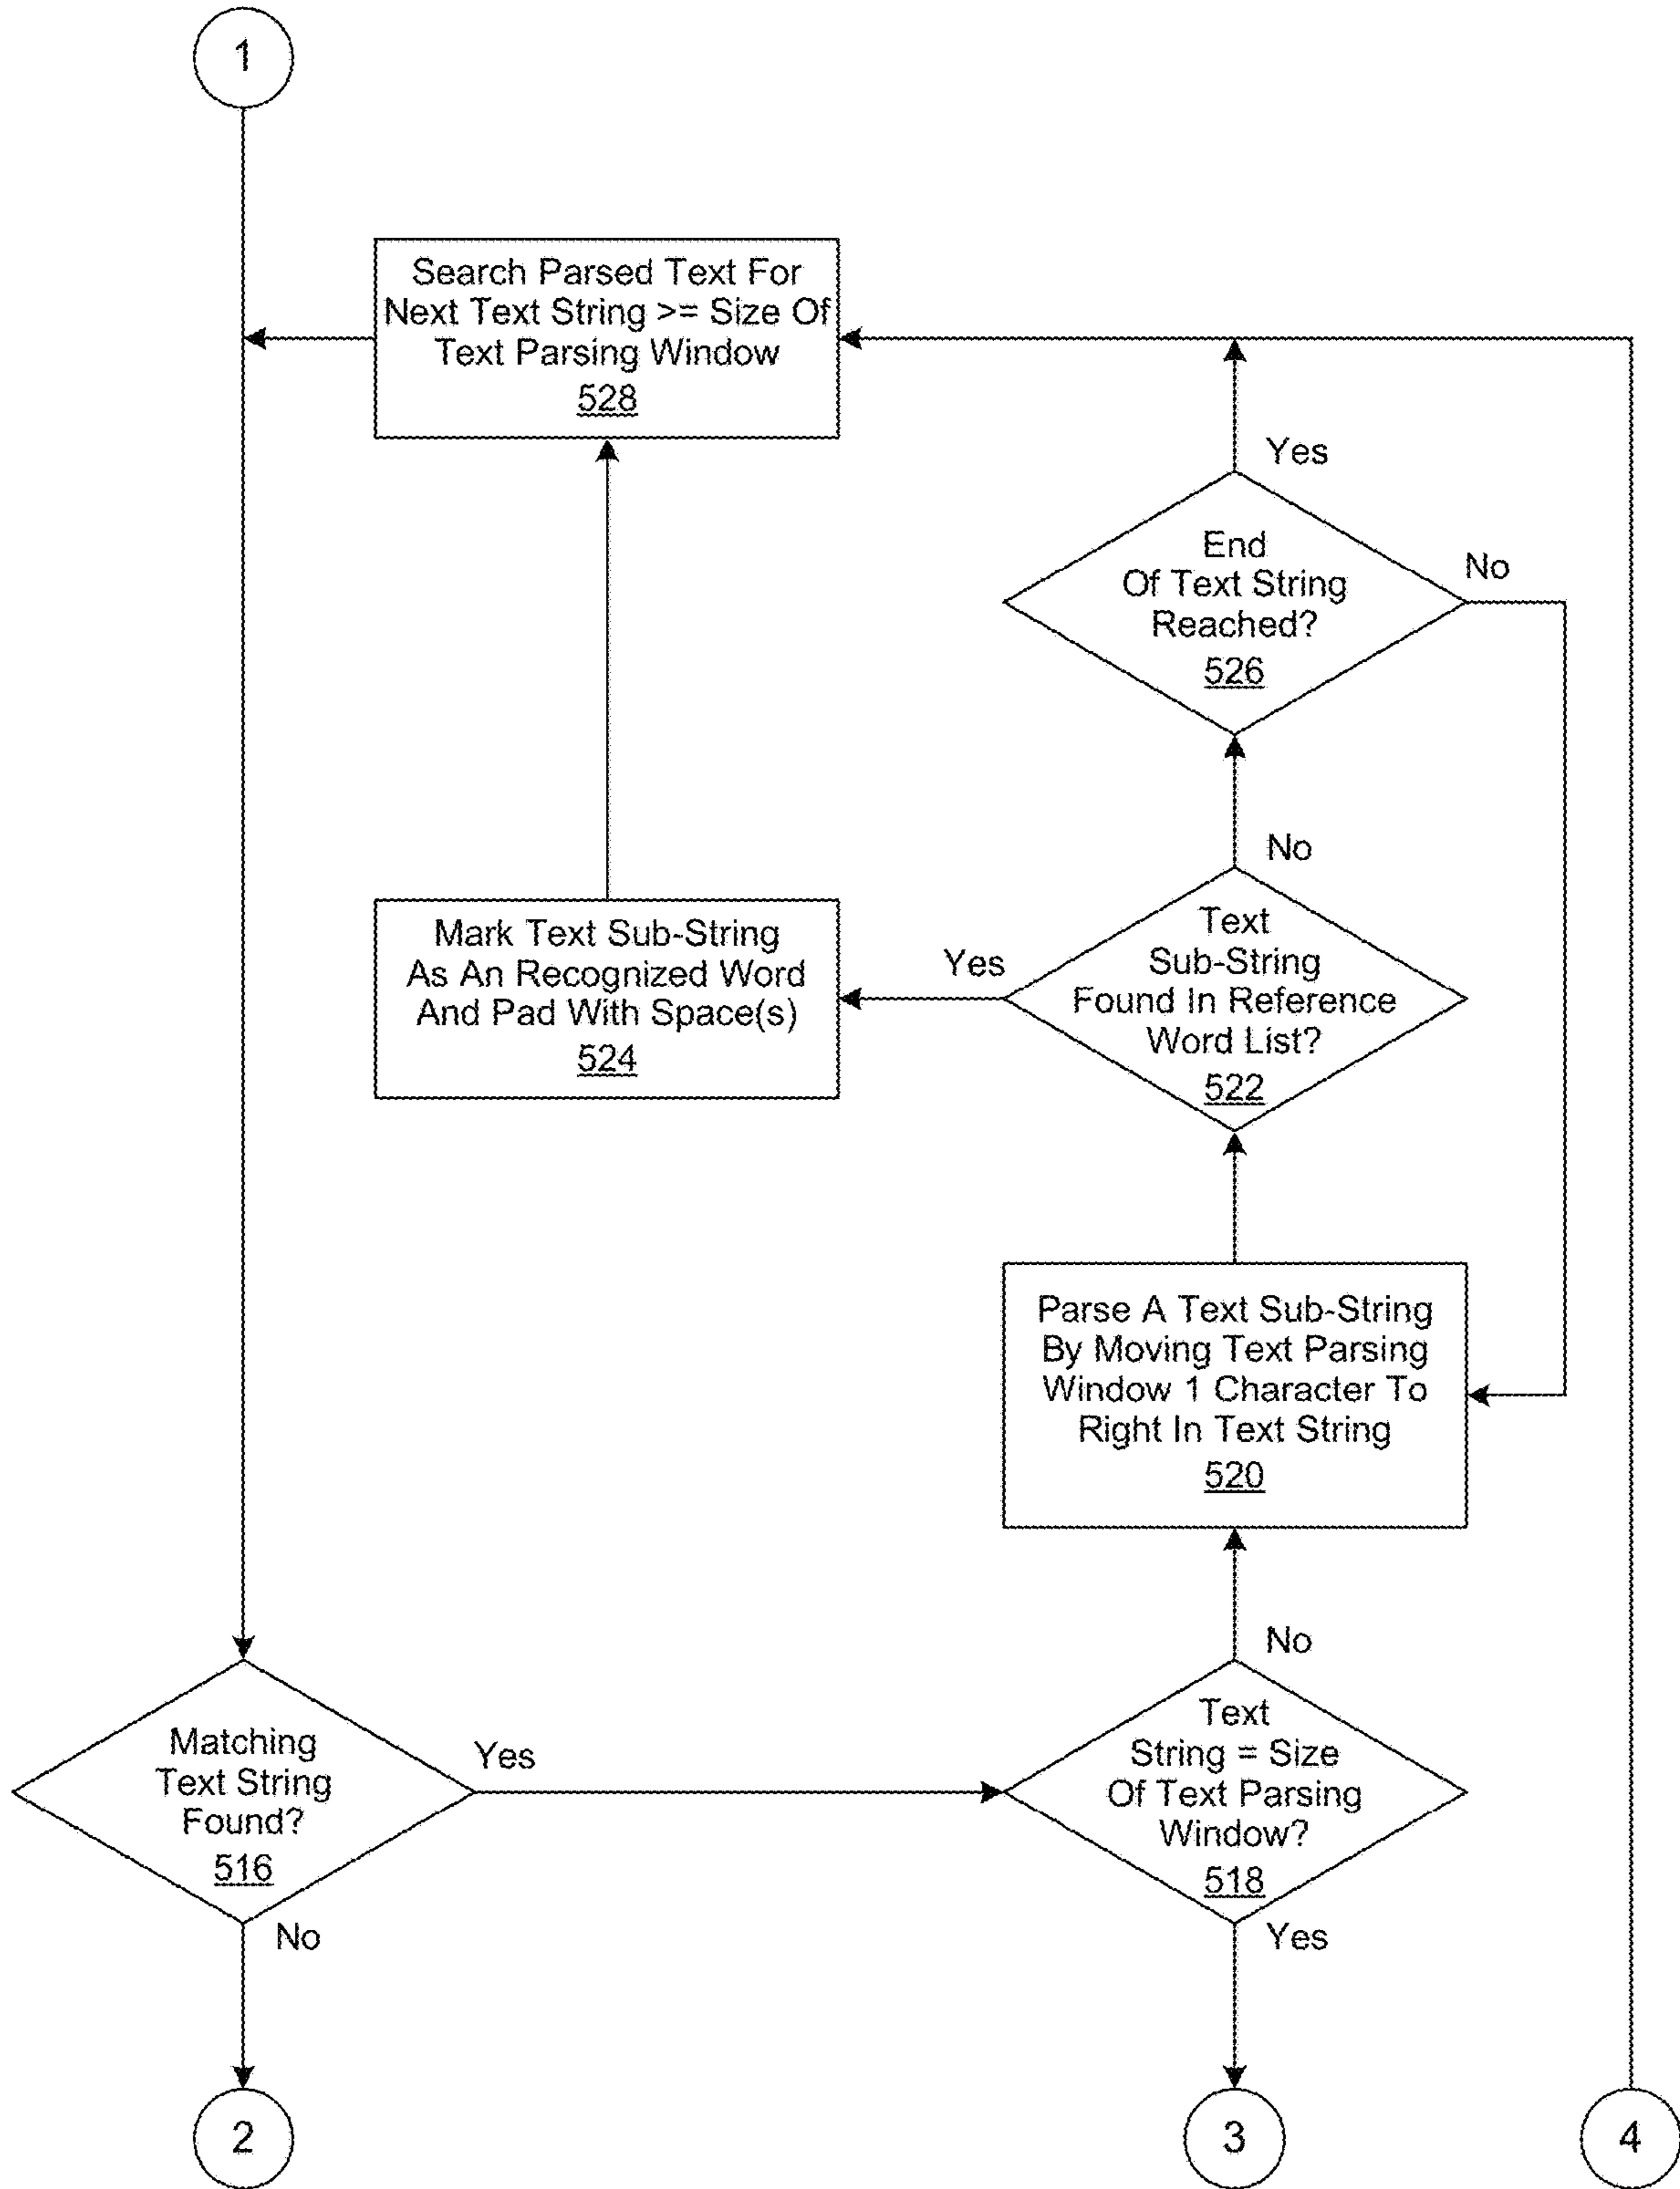 1
Search Parsed Text For
Next Text String >= Size Of
Text Parsing Window
528
Yes
End
Of Text String
Reached?
526
No
No
Mark Text Sub-String
As An Recognized Word
And Pad With Space(s)
524
Yes
Text
Sub-String
Found In Reference
Word List?
522
Parse A Text Sub-String
By Moving Text Parsing
Window 1 Character To
Right In Text String
520
No
Matching
Text String
Found?
516
Yes
Text
String = Size
Of Text Parsing
Window?
518
No
Yes
2
3
4